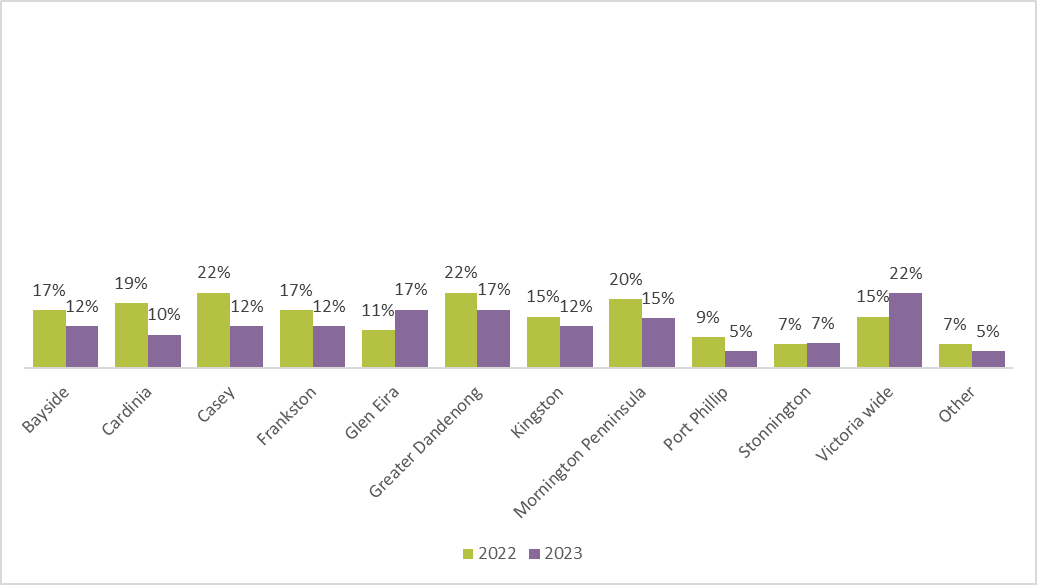 17%
12%
19%
10%
22%
12%
17%
12%
11%
17%
22%
17%
15%
12%
20%
15%
9%
5%
7%
7%
15%
22%
7%
5%
Bayside
Cardinia
Casey
Frankston
Glen Eira
Greater Dandenong
Kingston
Mornington Penninsula
Port Phillip
Stonnington
Victoria wide
Other
2022
2023